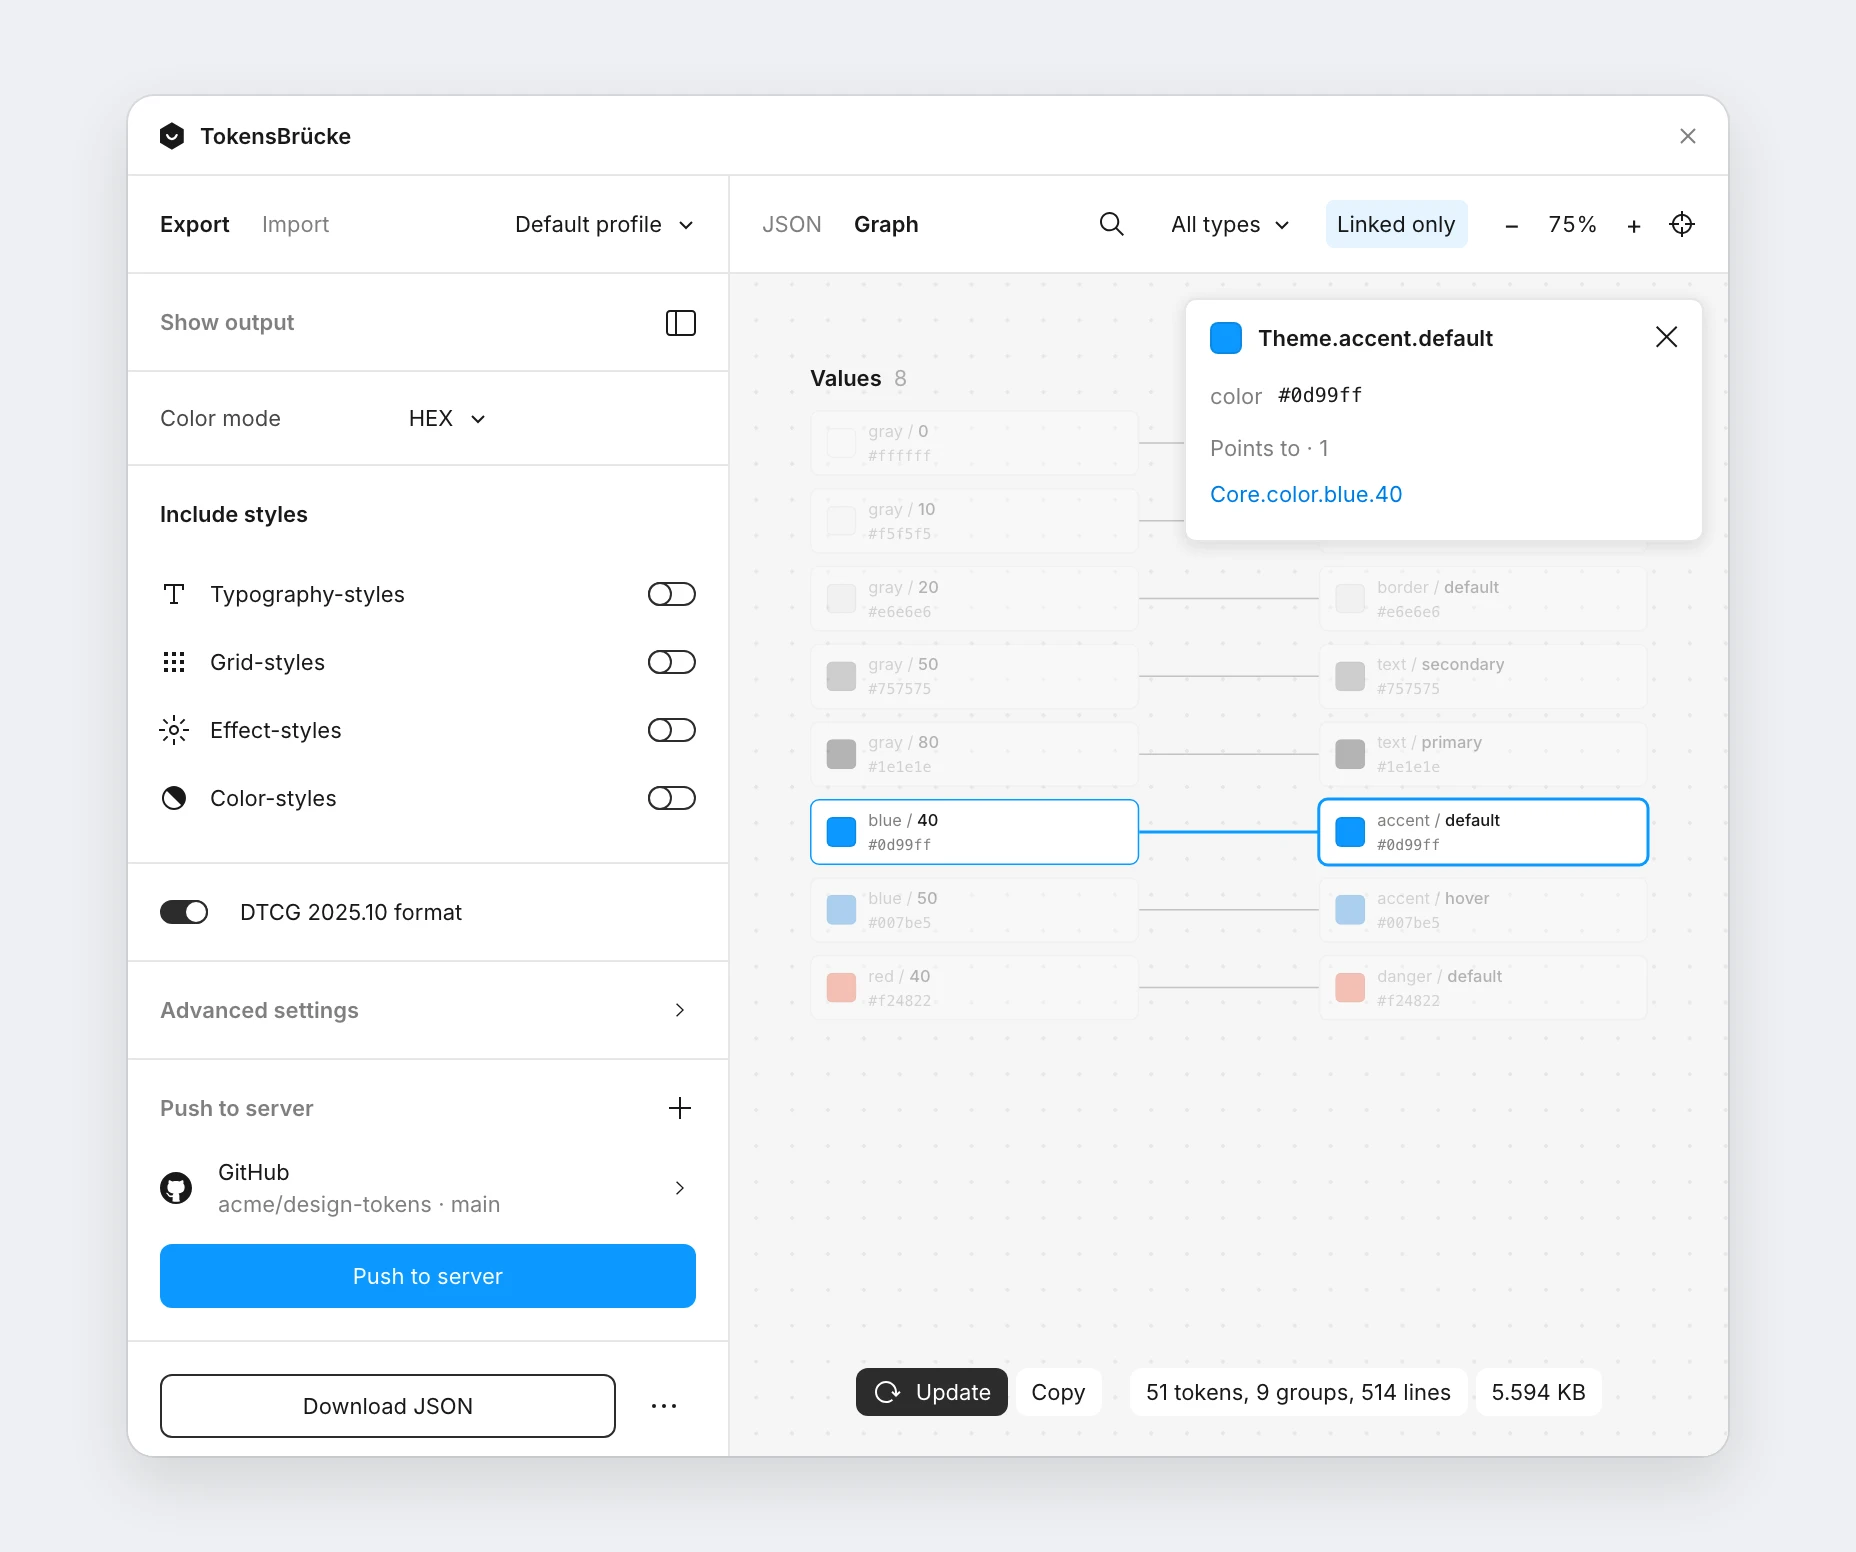 TokensBrücke
Export Import Default profile
JSON Graph All types Linked only – 75% +
Show output
Color mode HEX
Include styles
Typography-styles
Grid-styles
Effect-styles
Color-styles
DTCG 2025.10 format
Advanced settings
Push to server
GitHub
acme/design-tokens · main
Push to server
Download JSON
Values 8
gray / 0
#ffffff
gray / 10
#f5f5f5
gray / 20
#e6e6e6
gray / 50
#757575
gray / 80
#1e1e1e
blue / 40
#0d99ff
blue / 50
#007be5
red / 40
#f24822
Theme.accent.default
color #0d99ff
Points to · 1
Core.color.blue.40
border / default
#e6e6e6
text / secondary
#757575
text / primary
#1e1e1e
accent / default
#0d99ff
accent / hover
#007be5
danger / default
#f24822
Update Copy 51 tokens, 9 groups, 514 lines 5.594 KB